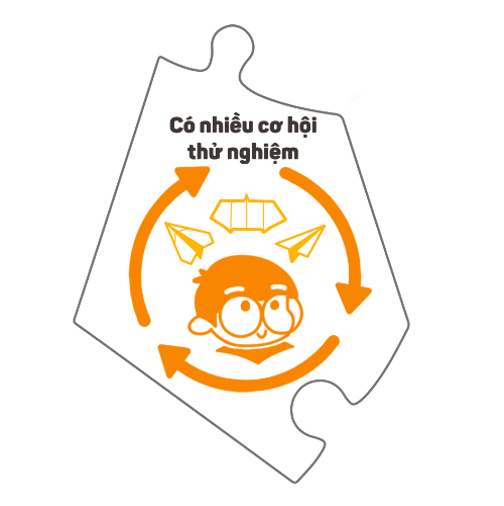 Có nhiều cơ hội
thử nghiệm